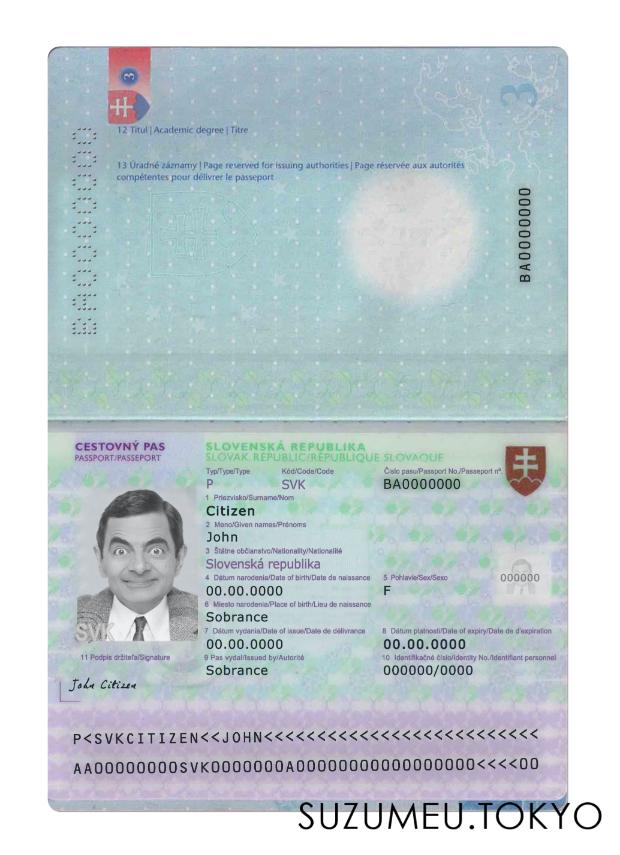 3
3
12 Titul | Academic degree | Titre
13 Úradné záznamy | Page reserved for issuing authorities | Page réservée aux autorités
compétentes pour délivrer le passeport
BA0000000
BA0000000
CESTOVNÝ PAS
PASSPORT/PASSEPORT
SLOVENSKÁ REPUBLIKA
SLOVAK REPUBLIC/RÉPUBLIQUE SLOVAQUE
Typ/Type/Type Kód/Code/Code Číslo pasu/Passport No./Passeport n°.
P SVK BA0000000
1 Priezvisko/Surname/Nom
Citizen
2 Meno/Given names/Prénoms
John
3 Štátne občianstvo/Nationality/Nationalité
Slovenská republika
4 Dátum narodenia/Date of birth/Date de naissance 5 Pohlavie/Sex/Sexo
00.00.0000 F
000000
6 Miesto narodenia/Place of birth/Lieu de naissance
Sobrance
7 Dátum vydania/Date of issue/Date de délivrance 8 Dátum platnosti/Date of expiry/Date de d'expiration
00.00.0000 00.00.0000
9 Pas vydal/Issued by/Autorité 10 Identifikačné číslo/Identity No./Identifiant personnel
Sobrance 000000/0000
SVK
11 Podpis držiteľa/Signature
John Citizen
P<SVKCITIZEN<<JOHN<<<<<<<<<<<<<<<<<<<<<<<<<<
AA00000000SVK0000000A00000000000000000<<<<00
SUZUMEU.TOKYO